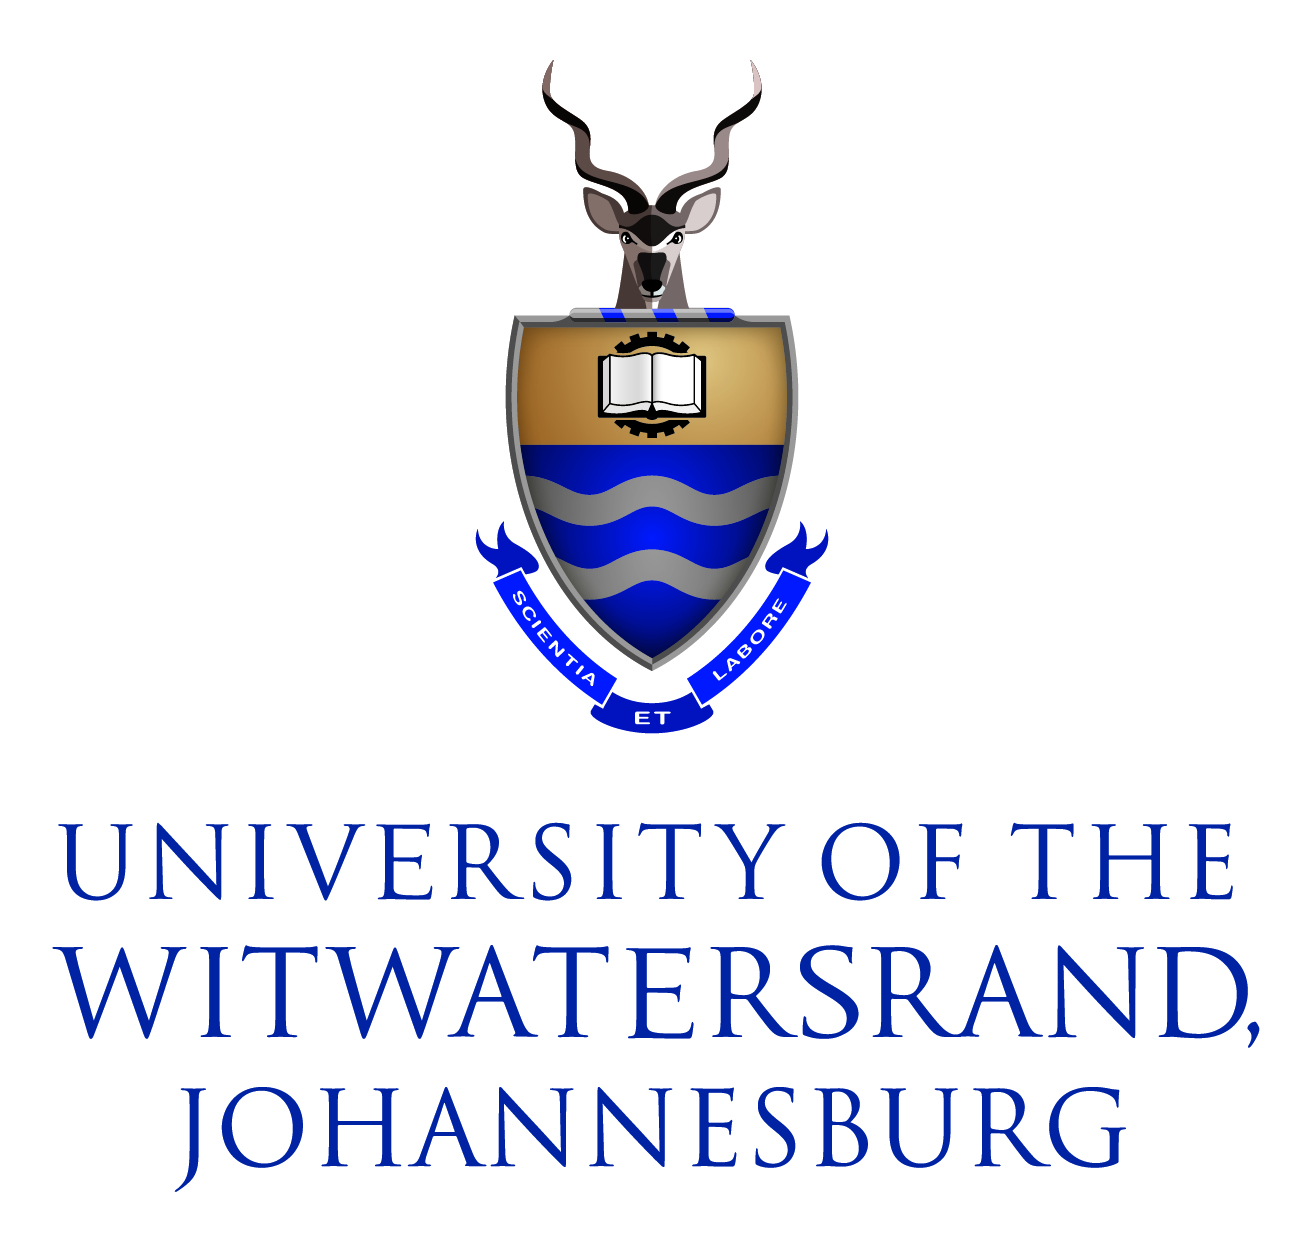 SCIENTIA ET LABORE
UNIVERSITY OF THE
WITWATERSRAND,
JOHANNESBURG